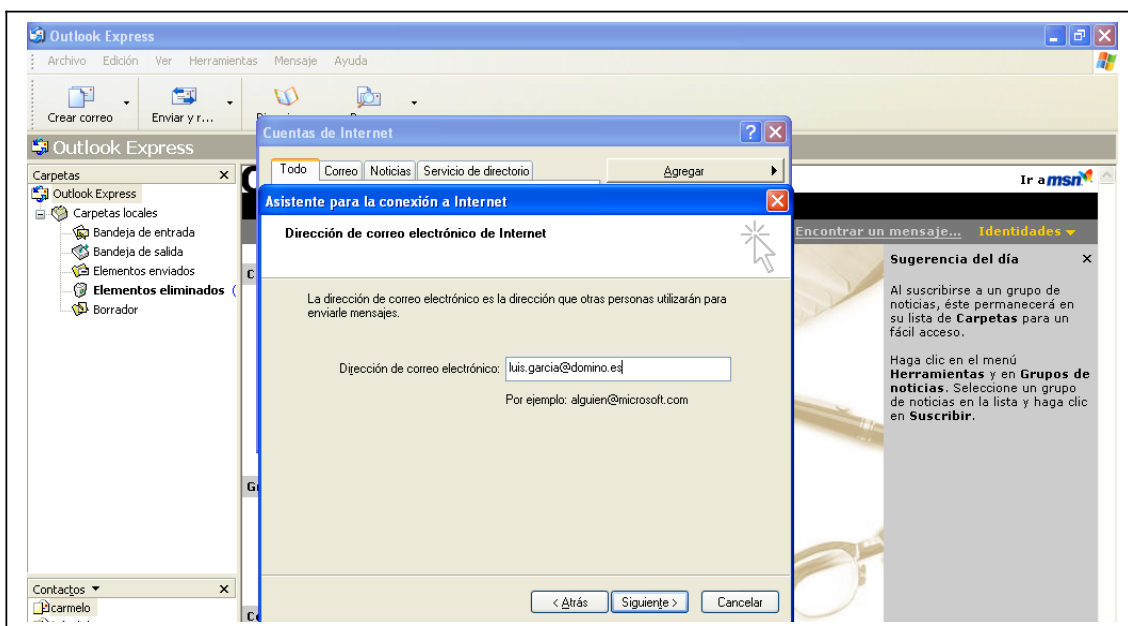 Outlook Express
Archivo Edición Ver Herramientas Mensaje Ayuda
Crear correo Enviar y r...
Outlook Express
Cuentas de Internet
Todo Correo Noticias Servicio de directorio Agregar
Carpetas
Outlook Express
Carpetas locales
Bandeja de entrada
Bandeja de salida
Elementos enviados
Elementos eliminados (
Borrador
Ir a msn
Asistente para la conexión a Internet
Dirección de correo electrónico de Internet
La dirección de correo electrónico es la dirección que otras personas utilizarán para
enviarle mensajes.
Dirección de correo electrónico: luis.garcia@domino.es
Por ejemplo: alguien@microsoft.com
< Atrás Siguiente > Cancelar
Encontrar un mensaje... Identidades
Sugerencia del día
Al suscribirse a un grupo de
noticias, éste permanecerá en
su lista de Carpetas para un
fácil acceso.
Haga clic en el menú
Herramientas y en Grupos de
noticias. Seleccione un grupo
de noticias en la lista y haga clic
en Suscribir.
Contactos
carmelo